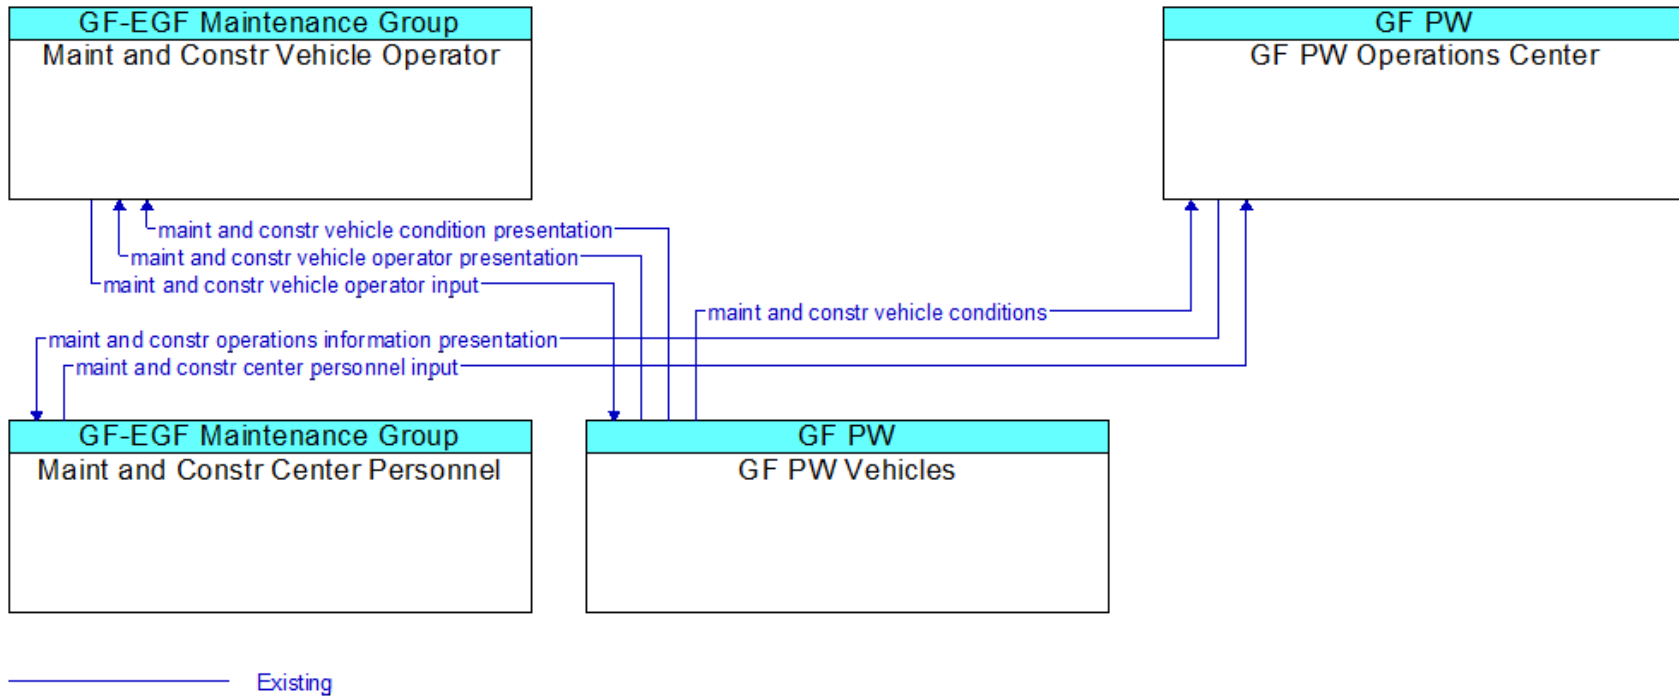 GF-EGF Maintenance Group
Maint and Constr Vehicle Operator
GF PW
GF PW Operations Center
maint and constr vehicle condition presentation
maint and constr vehicle operator presentation
maint and constr vehicle operator input
maint and constr vehicle conditions
maint and constr operations information presentation
maint and constr center personnel input
GF-EGF Maintenance Group
Maint and Constr Center Personnel
GF PW
GF PW Vehicles
Existing